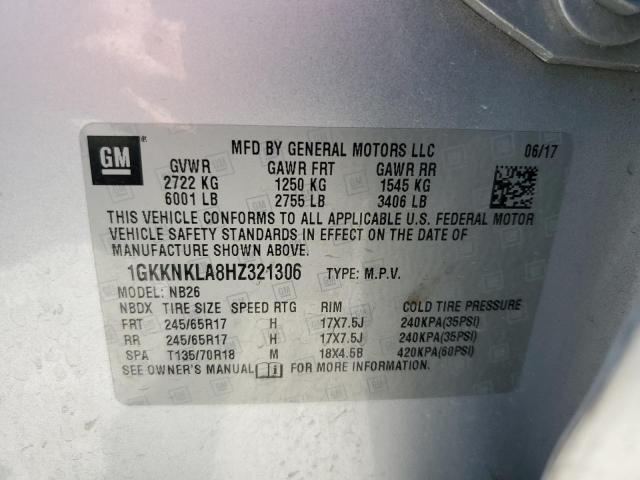 GM ® MFD BY GENERAL MOTORS LLC 06/17
GVWR GAWR FRT GAWR RR
2722 KG 1250 KG 1545 KG
6001 LB 2755 LB 3406 LB
THIS VEHICLE CONFORMS TO ALL APPLICABLE U.S. FEDERAL MOTOR
VEHICLE SAFETY STANDARDS IN EFFECT ON THE DATE OF
MANUFACTURE SHOWN ABOVE.
1GKKNKLA8HZ321306 TYPE: M.P.V.
MODEL: NB26
NBDX TIRE SIZE SPEED RTG RIM COLD TIRE PRESSURE
FRT 245/65R17 H 17X7.5J 240KPA(35PSI)
RR 245/65R17 H 17X7.5J 240KPA(35PSI)
SPA T135/70R18 M 18X4.5B 420KPA(60PSI)
SEE OWNER'S MANUAL i FOR MORE INFORMATION.